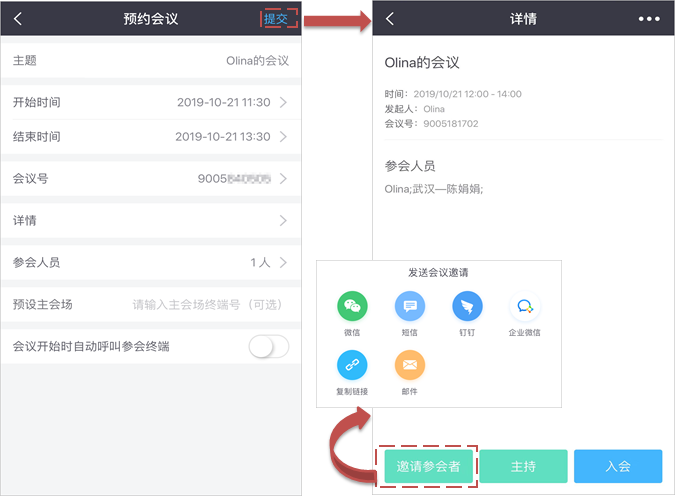 预约会议
提交
主题
Olina的会议
开始时间
2019-10-21 11:30
结束时间
2019-10-21 13:30
会议号
9005
详情
参会人员
1 人
预设主会场
请输入主会场终端号（可选）
会议开始时自动呼叫参会终端
详情
Olina的会议
时间：2019/10/21 12:00 - 14:00
发起人：Olina
会议号：9005181702
参会人员
Olina;武汉—陈娟娟;
发送会议邀请
微信
短信
钉钉
企业微信
复制链接
邮件
邀请参会者
主持
入会